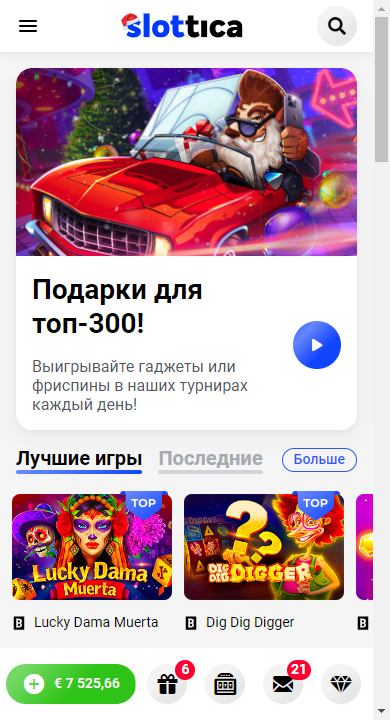 slottica
Подарки для
топ-300!
Выигрывайте гаджеты или
фриспины в наших турнирах
каждый день!
Лучшие игры Последние Больше
TOP TOP
Lucky Dama
Muerta
DIG DIG
DIGGER
B Lucky Dama Muerta B Dig Dig Digger B
€ 7 525,66 6 21